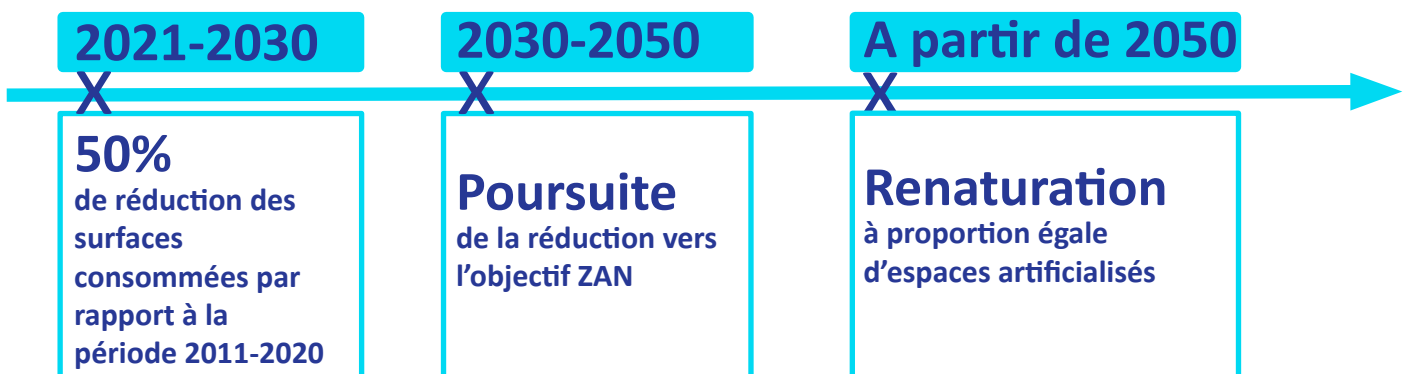 2021-2030
X
50%
de réduction des
surfaces
consommées par
rapport à la
période 2011-2020
2030-2050
X
Poursuite
de la réduction vers
l’objectif ZAN
A partir de 2050
X
Renaturation
à proportion égale
d’espaces artificialisés